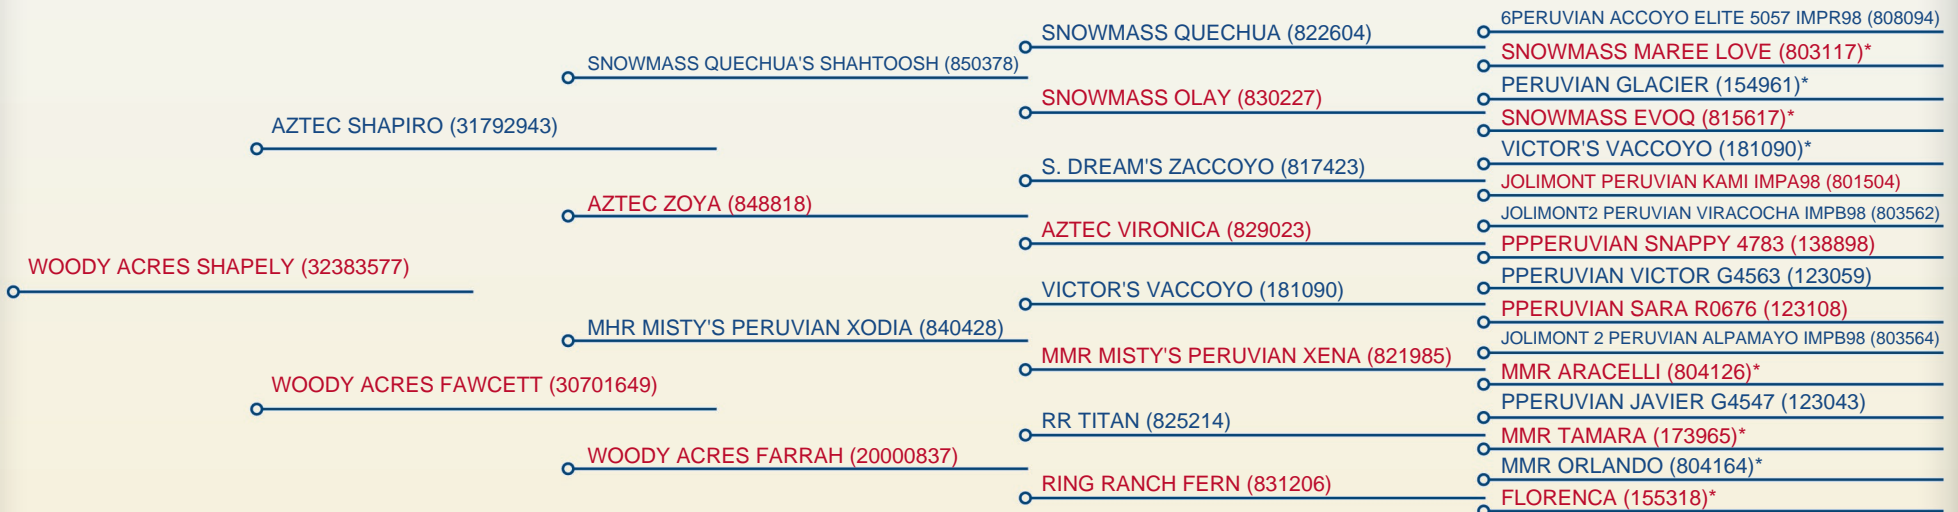 6PERUVIAN ACCOYO ELITE 5057 IMPR98 (808094)
SNOWMASS QUECHUA (822604)
SNOWMASS MAREE LOVE (803117)*
SNOWMASS QUECHUA'S SHAHTOOSH (850378)
PERUVIAN GLACIER (154961)*
SNOWMASS OLAY (830227)
SNOWMASS EVOQ (815617)*
AZTEC SHAPIRO (31792943)
VICTOR'S VACCOYO (181090)*
S. DREAM'S ZACCOYO (817423)
JOLIMONT PERUVIAN KAMI IMPA98 (801504)
AZTEC ZOYA (848818)
JOLIMONT2 PERUVIAN VIRACOCHA IMPB98 (803562)
AZTEC VIRONICA (829023)
PPPERUVIAN SNAPPY 4783 (138898)
WOODY ACRES SHAPELY (32383577)
PPERUVIAN VICTOR G4563 (123059)
VICTOR'S VACCOYO (181090)
PPERUVIAN SARA R0676 (123108)
MHR MISTY'S PERUVIAN XODIA (840428)
JOLIMONT 2 PERUVIAN ALPAMAYO IMPB98 (803564)
MMR MISTY'S PERUVIAN XENA (821985)
MMR ARACELLI (804126)*
WOODY ACRES FAWCETT (30701649)
PPERUVIAN JAVIER G4547 (123043)
RR TITAN (825214)
MMR TAMARA (173965)*
WOODY ACRES FARRAH (20000837)
MMR ORLANDO (804164)*
RING RANCH FERN (831206)
FLORENCA (155318)*